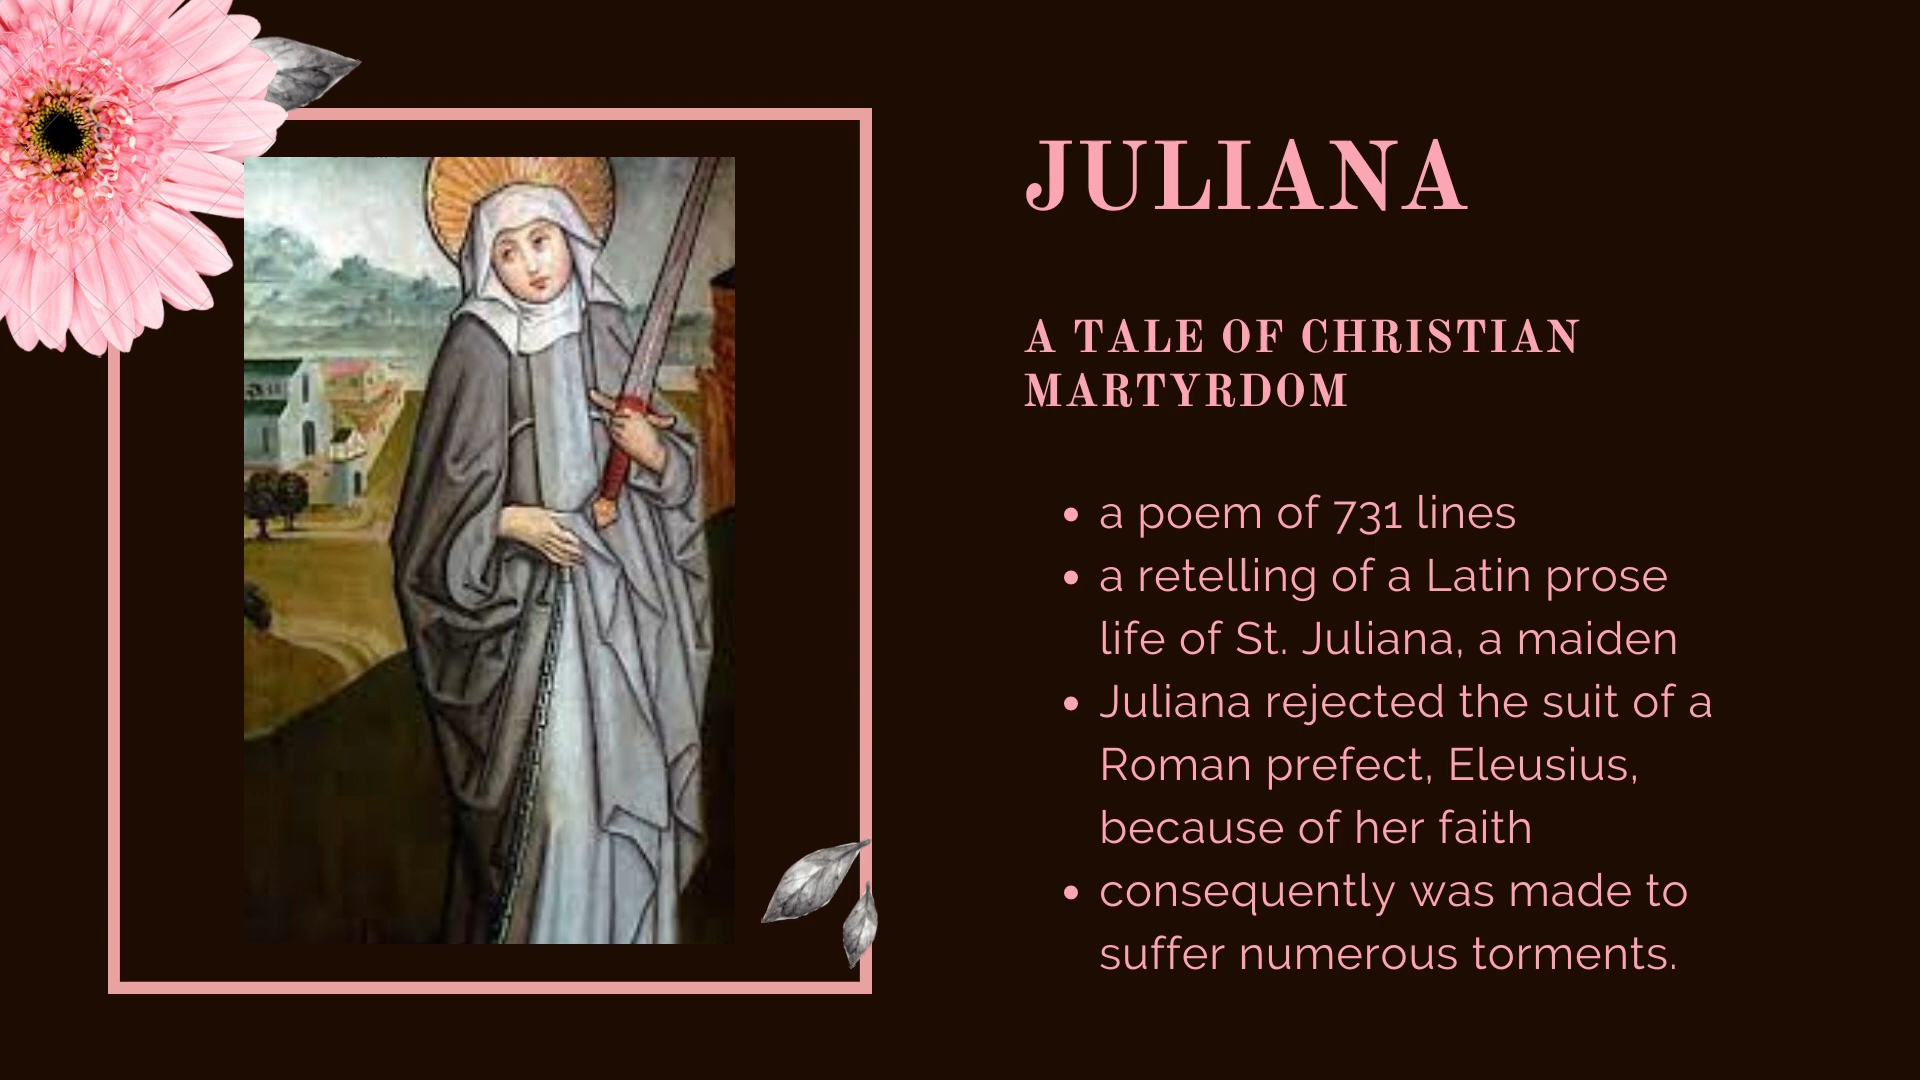 JULIANA
A TALE OF CHRISTIAN
MARTYRDOM
• a poem of 731 lines
• a retelling of a Latin prose
life of St. Juliana, a maiden
• Juliana rejected the suit of a
Roman prefect, Eleusius,
because of her faith
• consequently was made to
suffer numerous torments.